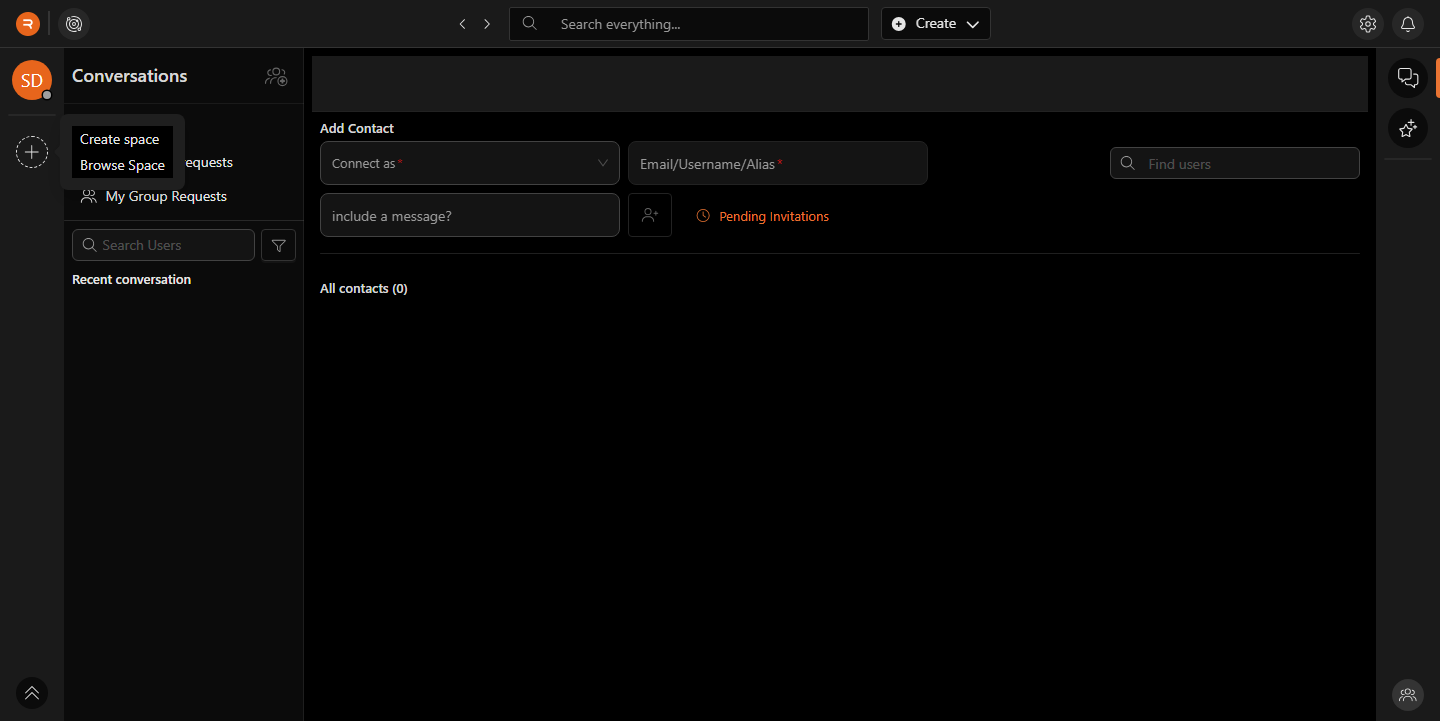 Search everything...
Create
SD
Conversations
Create space
Browse Space
equests
My Group Requests
Search Users
Recent conversation
Add Contact
Connect as*
Email/Username/Alias*
Find users
include a message?
Pending Invitations
All contacts (0)